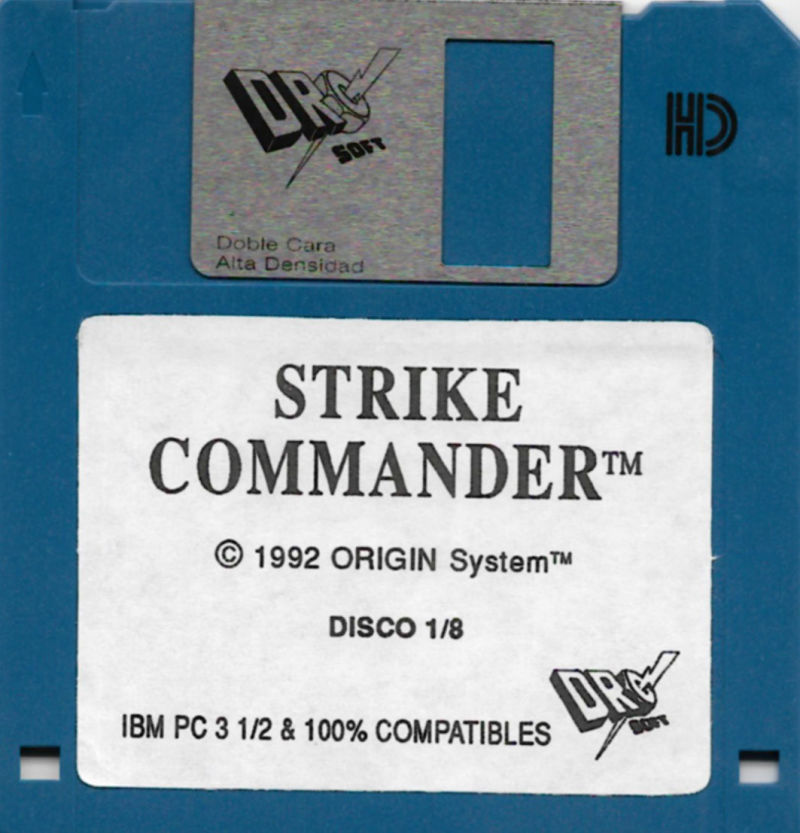 DRO
SOFT
HD
Doble Cara
Alta Densidad
STRIKE
COMMANDER™
© 1992 ORIGIN System™
DISCO 1/8
DRO
SOFT
IBM PC 3 1/2 & 100% COMPATIBLES